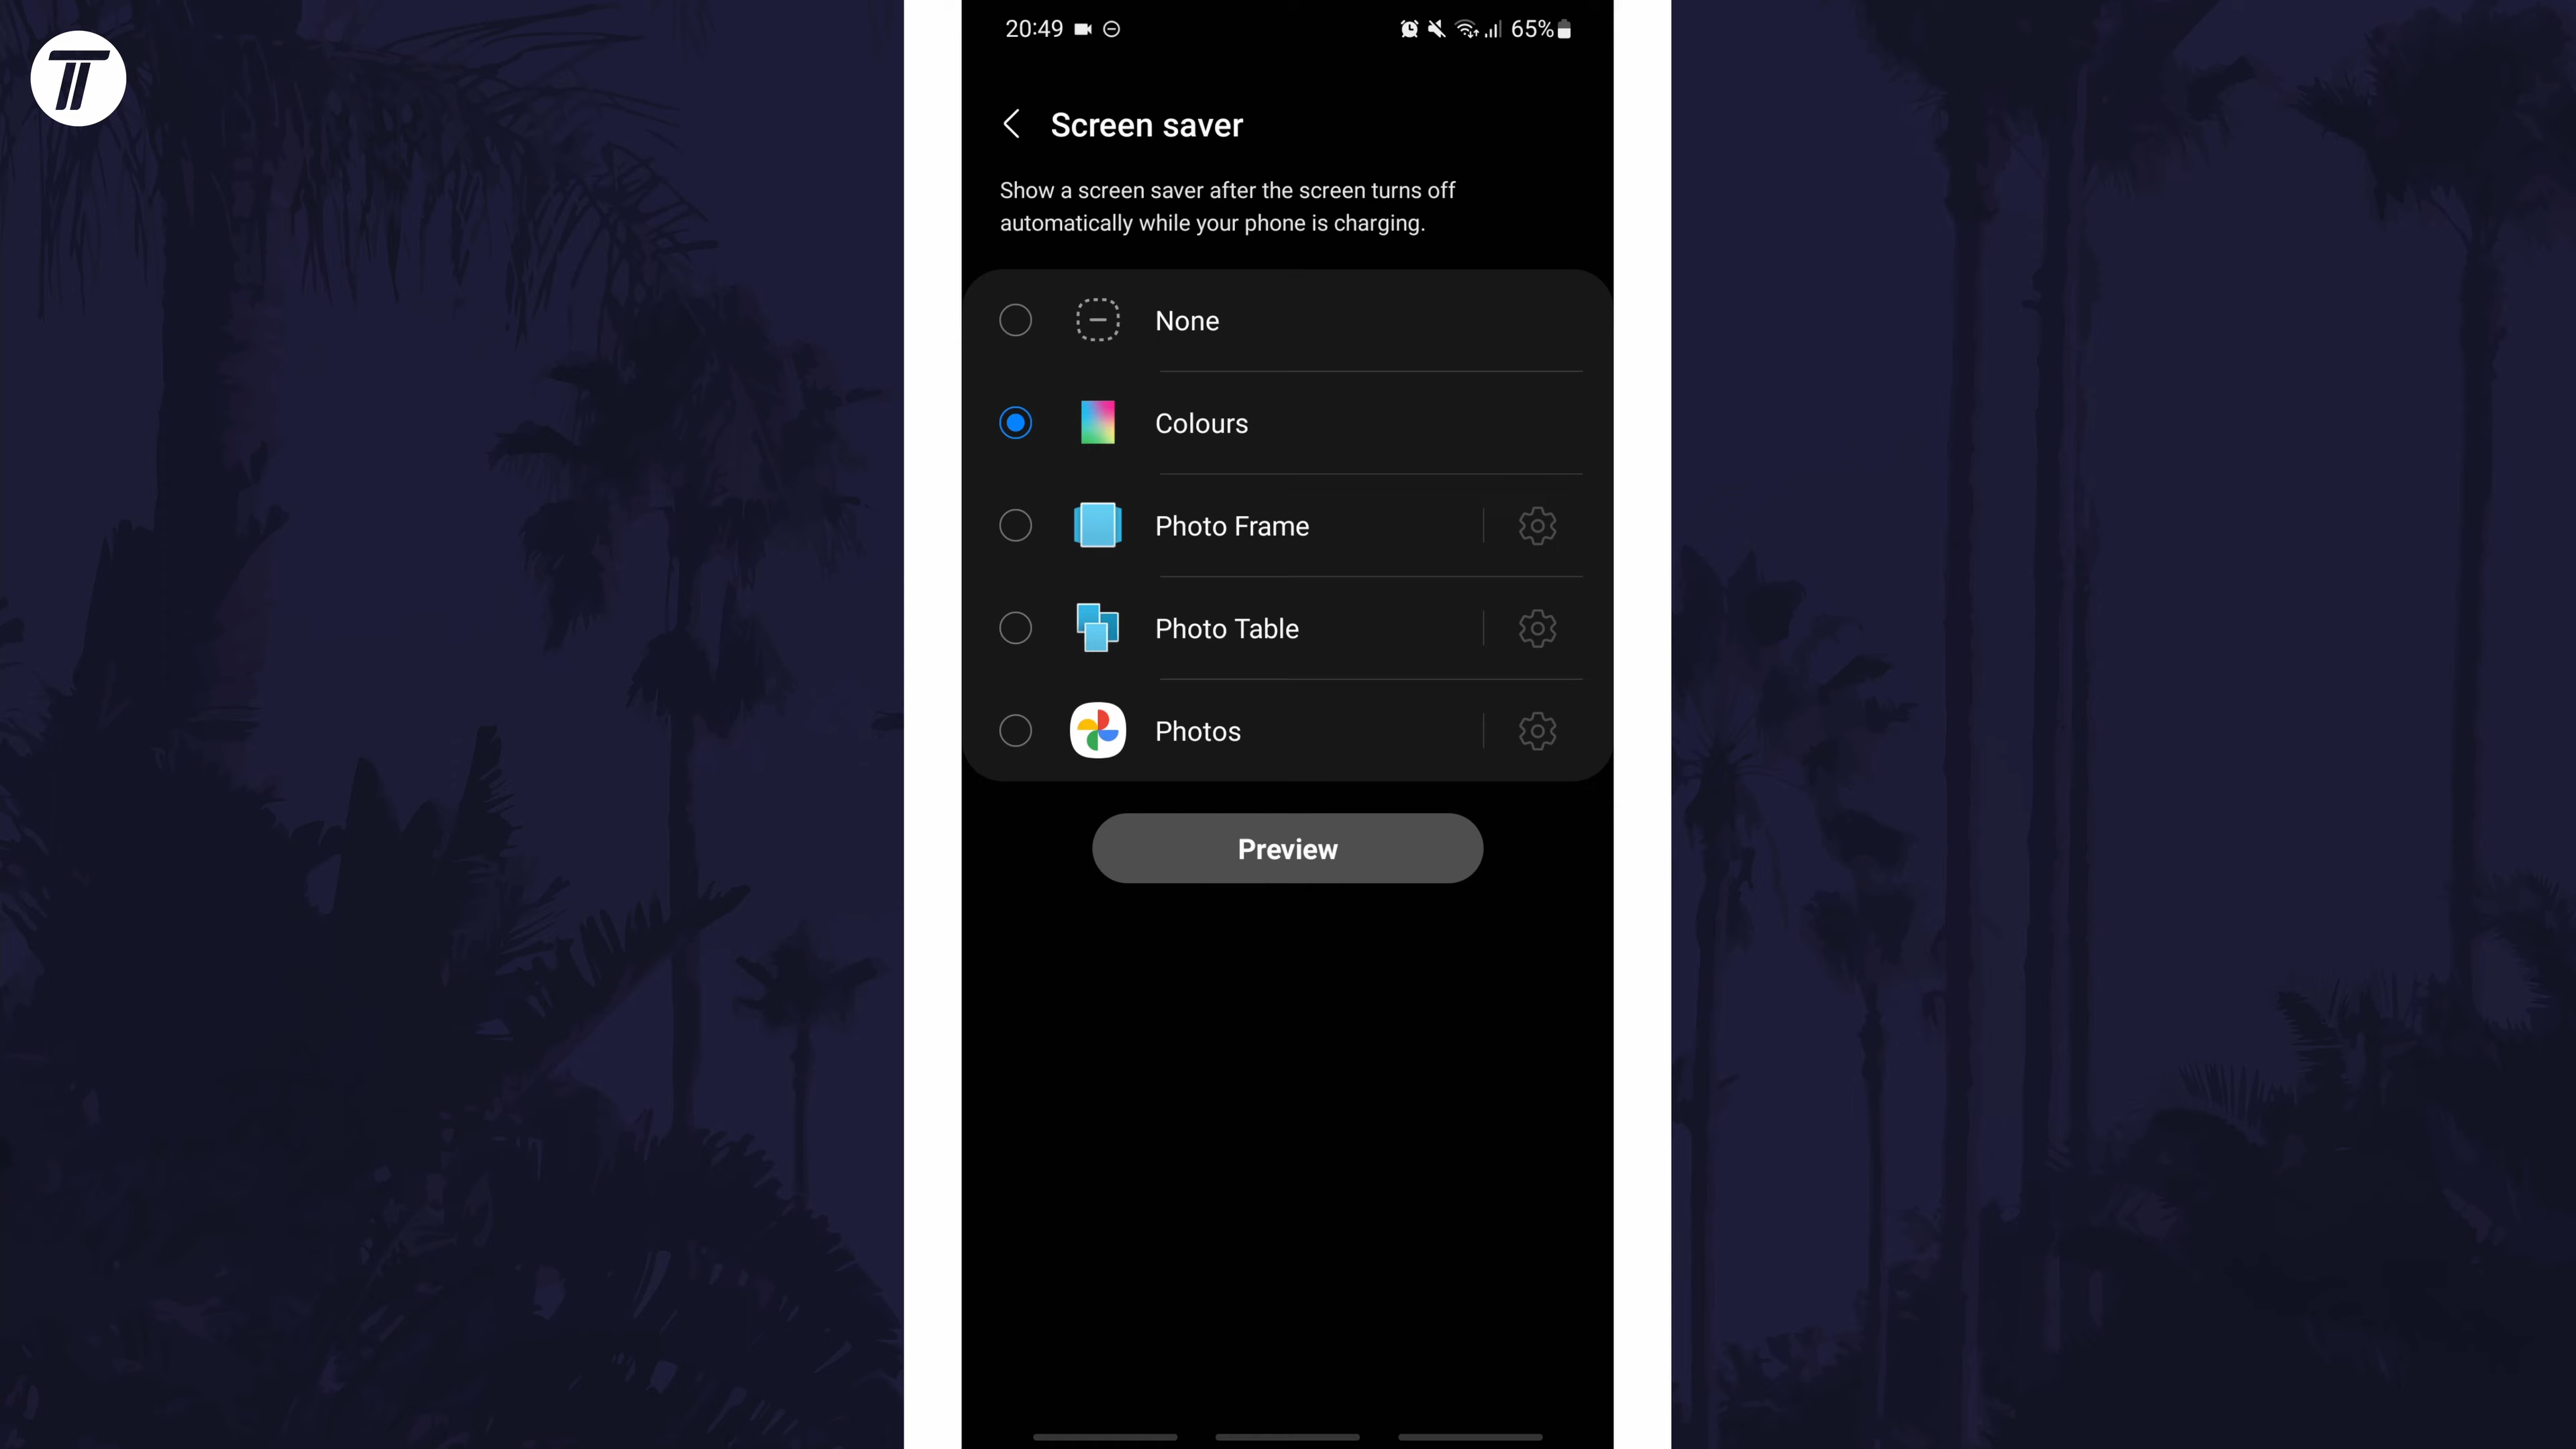 20:49
65%
Screen saver
Show a screen saver after the screen turns off
automatically while your phone is charging.
None
Colours
Photo Frame
Photo Table
Photos
Preview